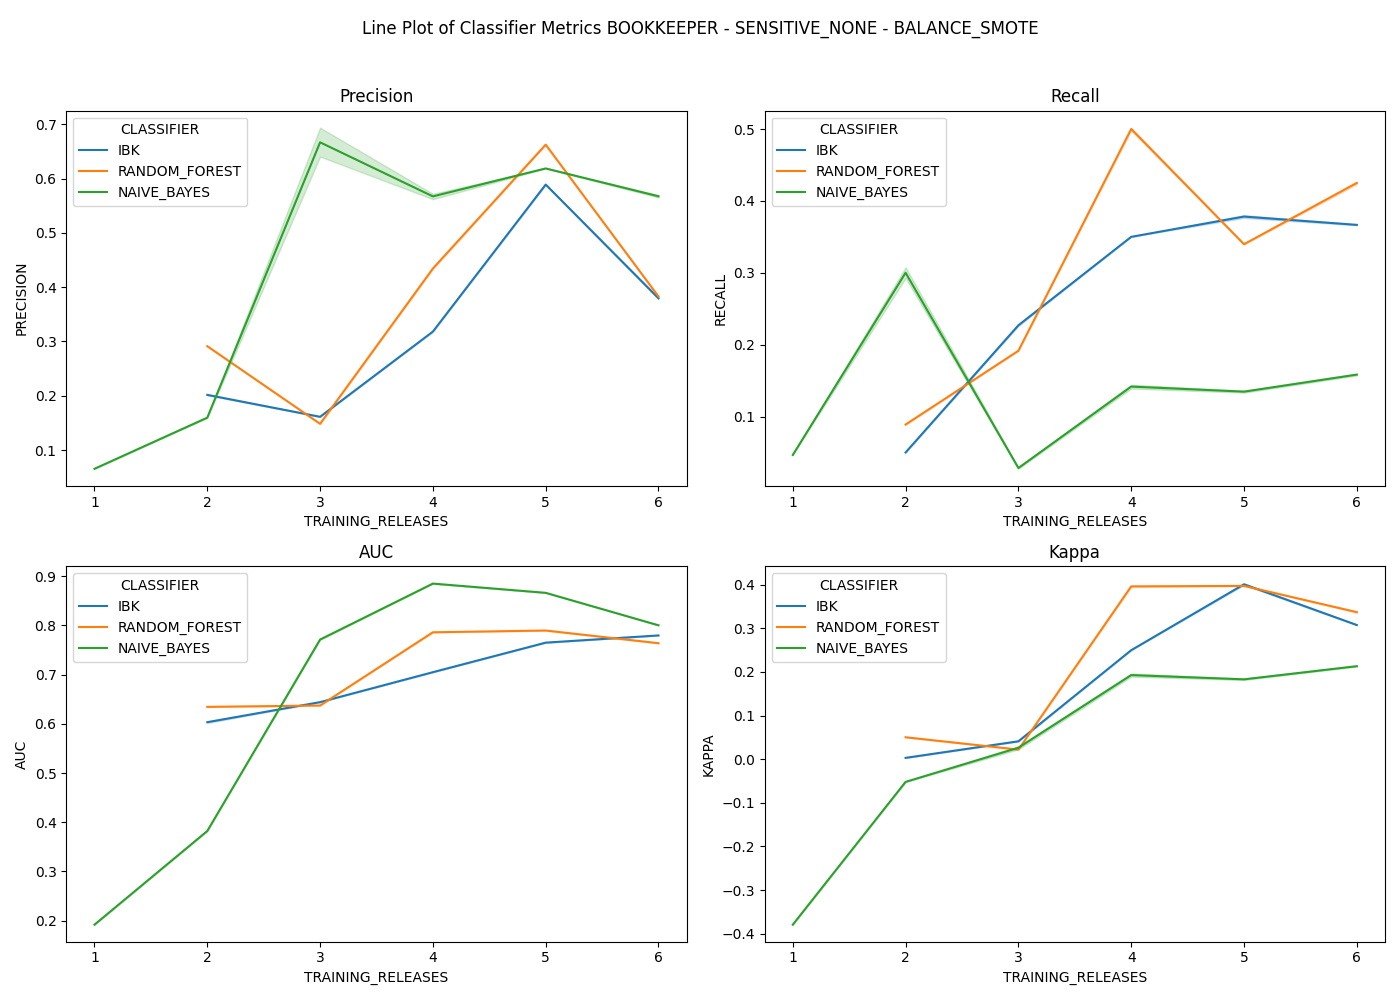 Line Plot of Classifier Metrics BOOKKEEPER - SENSITIVE_NONE - BALANCE_SMOTE
Precision
CLASSIFIER
IBK
RANDOM_FOREST
NAIVE_BAYES
PRECISION
0.7
0.6
0.5
0.4
0.3
0.2
0.1
1 2 3 4 5 6
TRAINING_RELEASES
Recall
CLASSIFIER
IBK
RANDOM_FOREST
NAIVE_BAYES
RECALL
0.5
0.4
0.3
0.2
0.1
1 2 3 4 5 6
TRAINING_RELEASES
AUC
CLASSIFIER
IBK
RANDOM_FOREST
NAIVE_BAYES
AUC
0.9
0.8
0.7
0.6
0.5
0.4
0.3
0.2
1 2 3 4 5 6
TRAINING_RELEASES
Kappa
CLASSIFIER
IBK
RANDOM_FOREST
NAIVE_BAYES
KAPPA
0.4
0.3
0.2
0.1
0.0
−0.1
−0.2
−0.3
−0.4
1 2 3 4 5 6
TRAINING_RELEASES